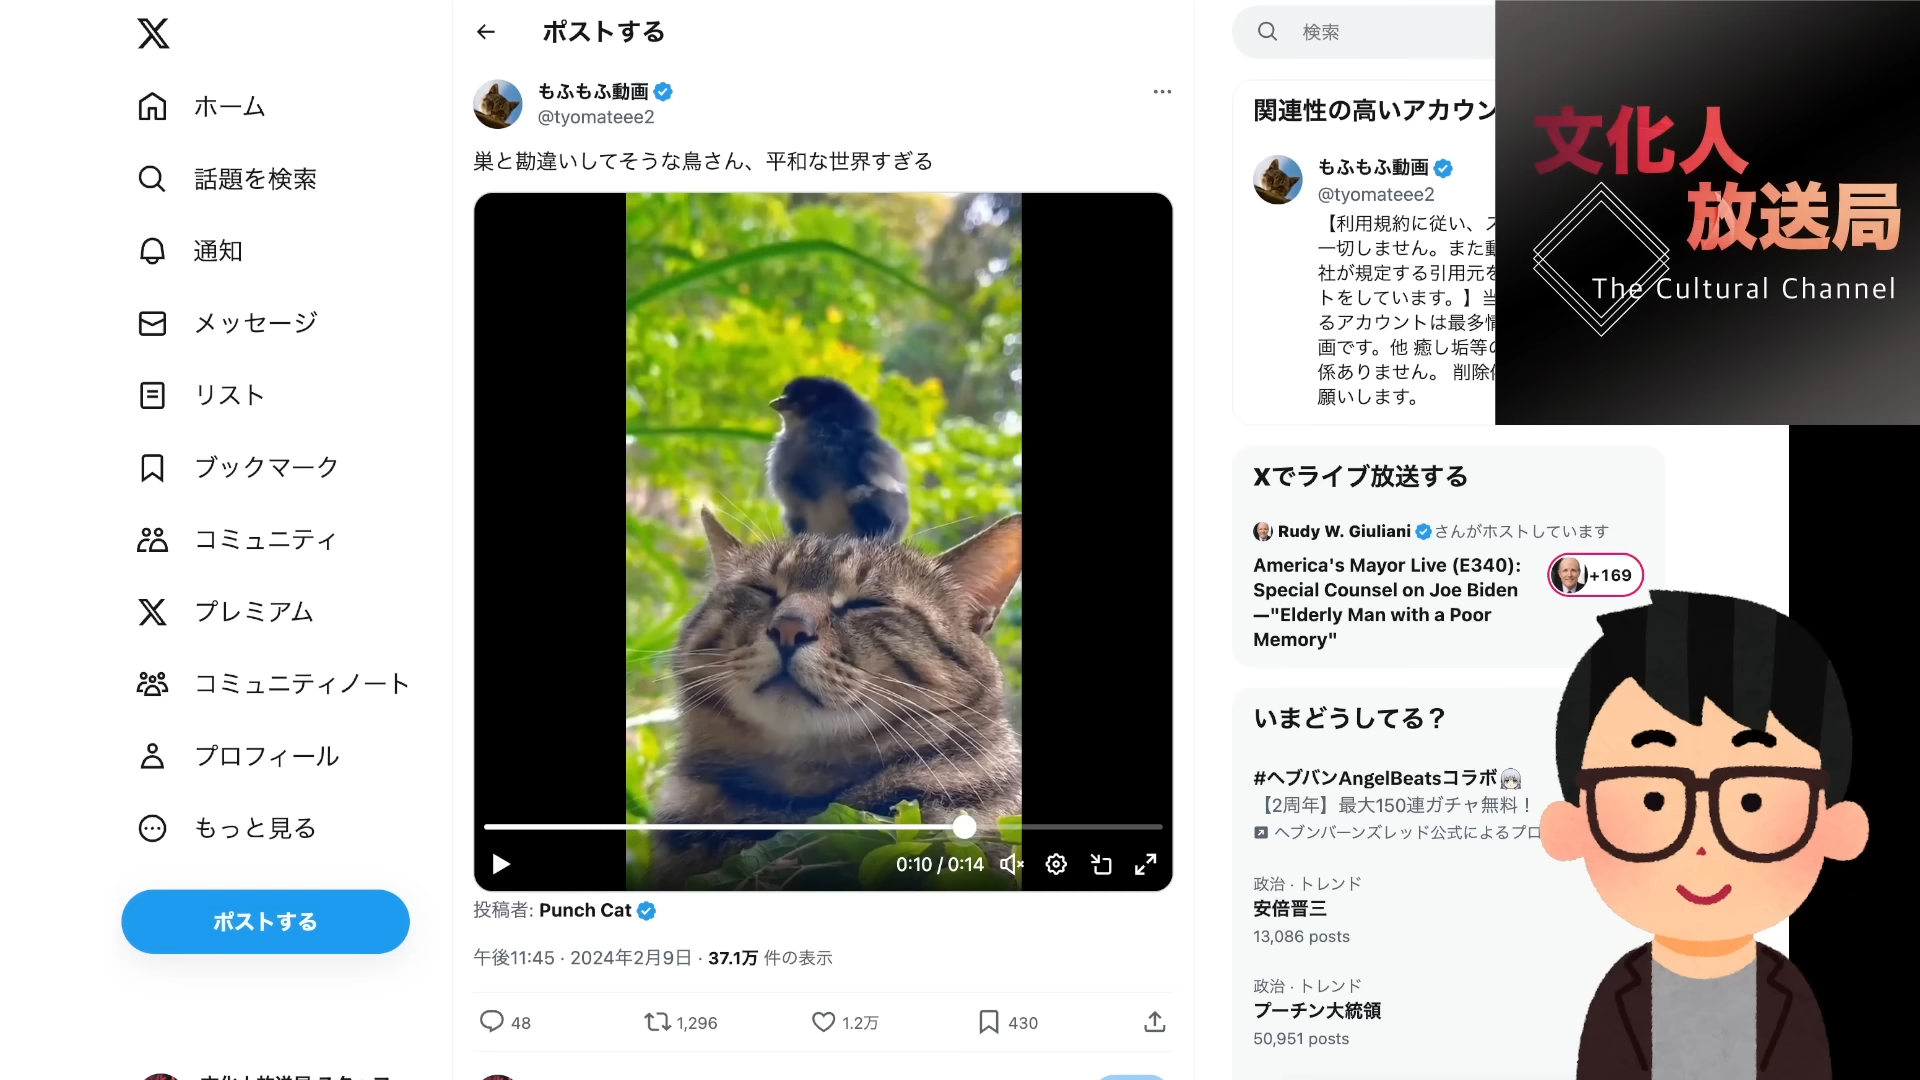 ホーム
話題を検索
通知
メッセージ
リスト
ブックマーク
コミュニティ
プレミアム
コミュニティノート
プロフィール
もっと見る
ポストする
ポストする
もふもふ動画
@tyomateee2
巣と勘違いしてそうな鳥さん、平和な世界すぎる
0:10 / 0:14
投稿者: Punch Cat
午後11:45 · 2024年2月9日 · 37.1万 件の表示
48
1,296
1.2万
430
検索
関連性の高いアカウン
もふもふ動画
@tyomateee2
【利用規約に従い、ス
一切しません。また動
社が規定する引用元を
トをしています。】当
るアカウントは最多情
画です。他 癒し垢等の
係ありません。 削除依
願いします。
文化人
放送局
The Cultural Channel
Xでライブ放送する
Rudy W. Giuliani さんがホストしています
America's Mayor Live (E340):
Special Counsel on Joe Biden
—"Elderly Man with a Poor
Memory"
+169
いまどうしてる？
#ヘブバンAngelBeatsコラボ
【2周年】最大150連ガチャ無料！
ヘブンバーンズレッド公式によるプロ
政治 · トレンド
安倍晋三
13,086 posts
政治 · トレンド
プーチン大統領
50,951 posts